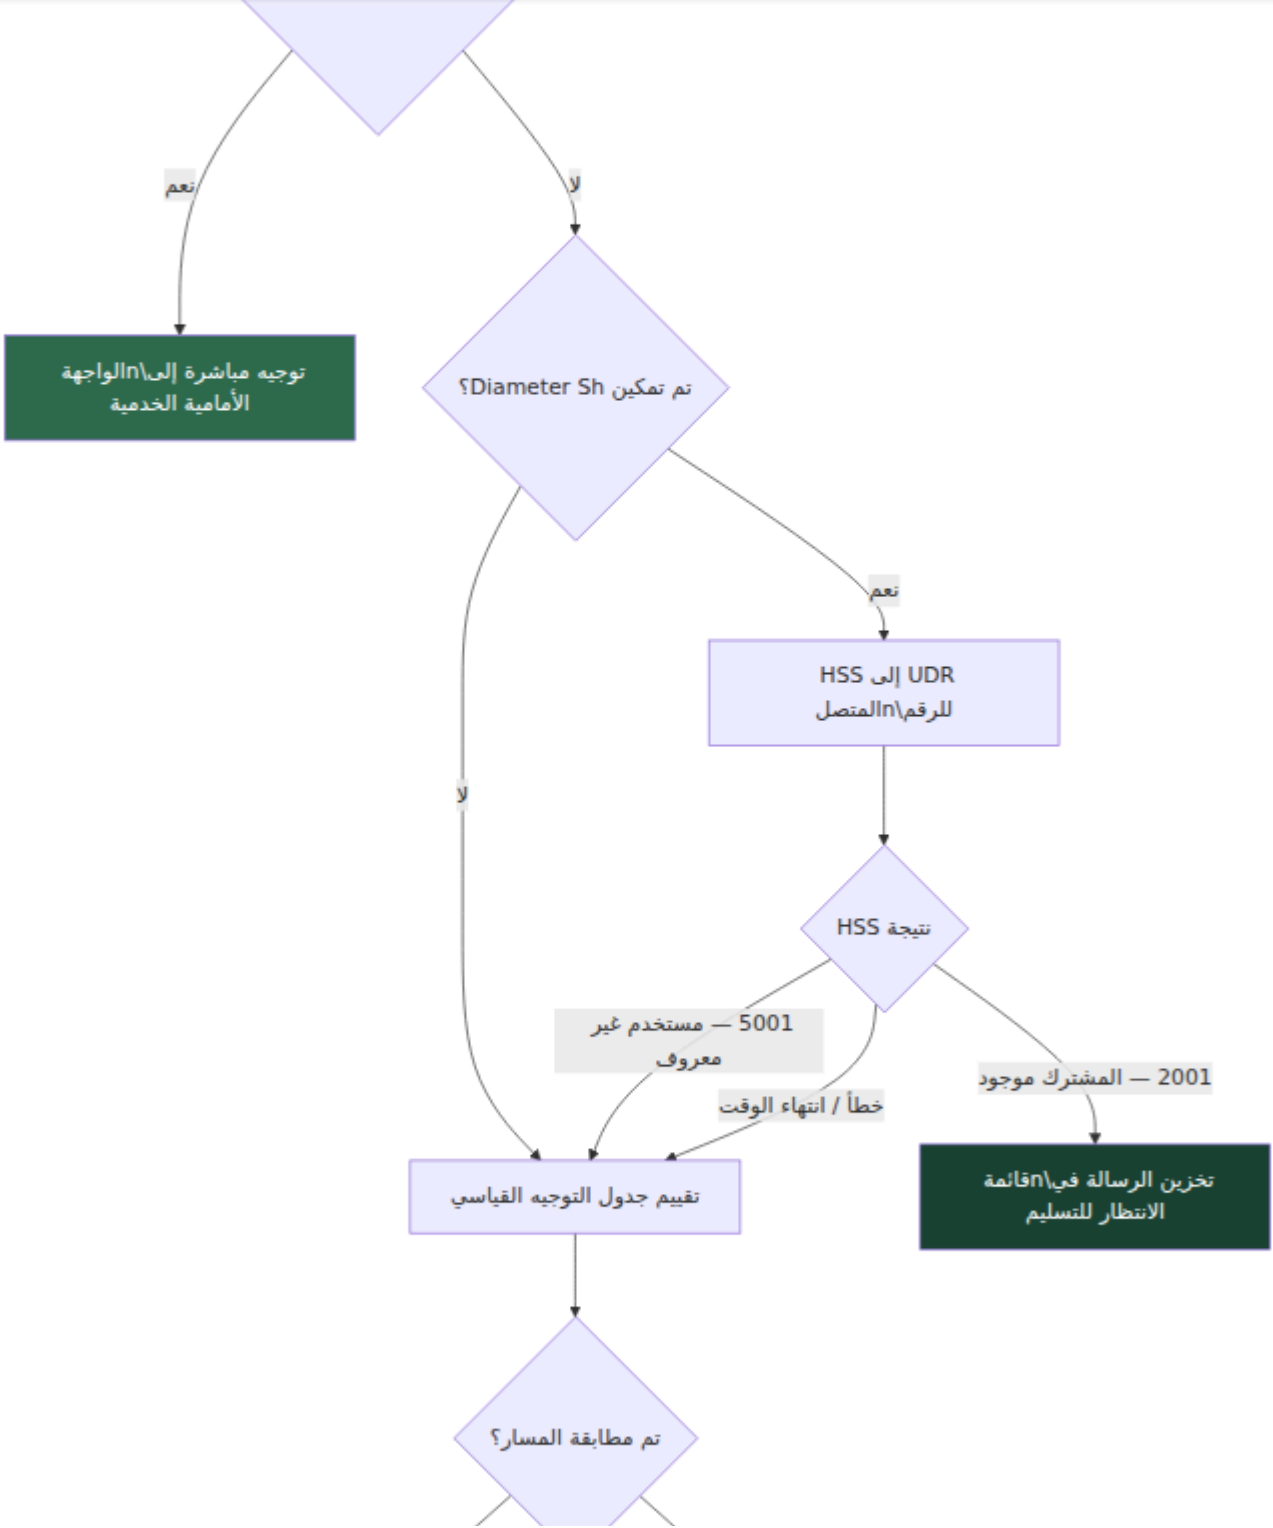 نعم
لا
توجيه مباشرة إلى\nالواجهة
الأمامية الخدمية
تم تمكين Diameter Sh؟
نعم
UDR إلى HSS
للرقم\nالمتصل
لا
نتيجة HSS
5001 — مستخدم غير
معروف
2001 — المشترك موجود
خطأ / انتهاء الوقت
تقييم جدول التوجيه القياسي
تخزين الرسالة في\nقائمة
الانتظار للتسليم
تم مطابقة المسار؟